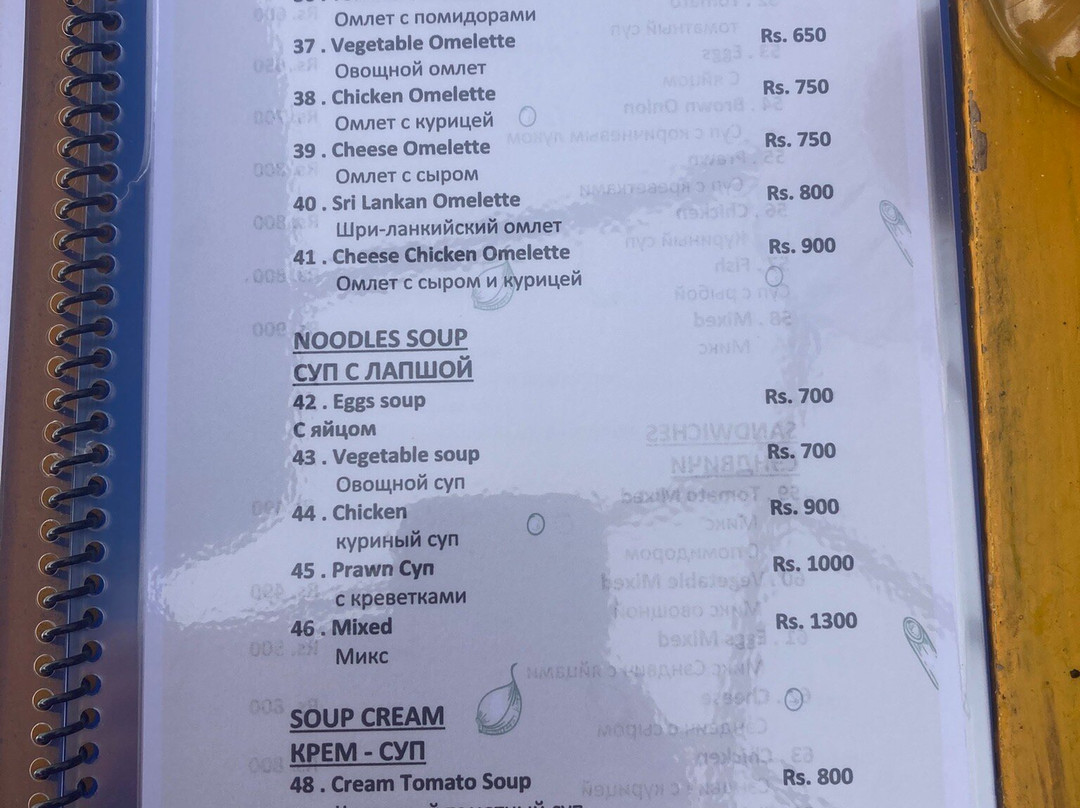 Омлет с помидорами
37 . Vegetable Omelette Rs. 650
Овощной омлет
38 . Chicken Omelette Rs. 750
Омлет с курицей
39 . Cheese Omelette Rs. 750
Омлет с сыром
40 . Sri Lankan Omelette Rs. 800
Шри-ланкийский омлет
41 . Cheese Chicken Omelette Rs. 900
Омлет с сыром и курицей
NOODLES SOUP
СУП С ЛАПШОЙ
42 . Eggs soup Rs. 700
С яйцом
43 . Vegetable soup Rs. 700
Овощной суп
44 . Chicken Rs. 900
куриный суп
45 . Prawn Суп Rs. 1000
с креветками
46 . Mixed Rs. 1300
Микс
SOUP CREAM
КРЕМ - СУП
48 . Cream Tomato Soup Rs. 800